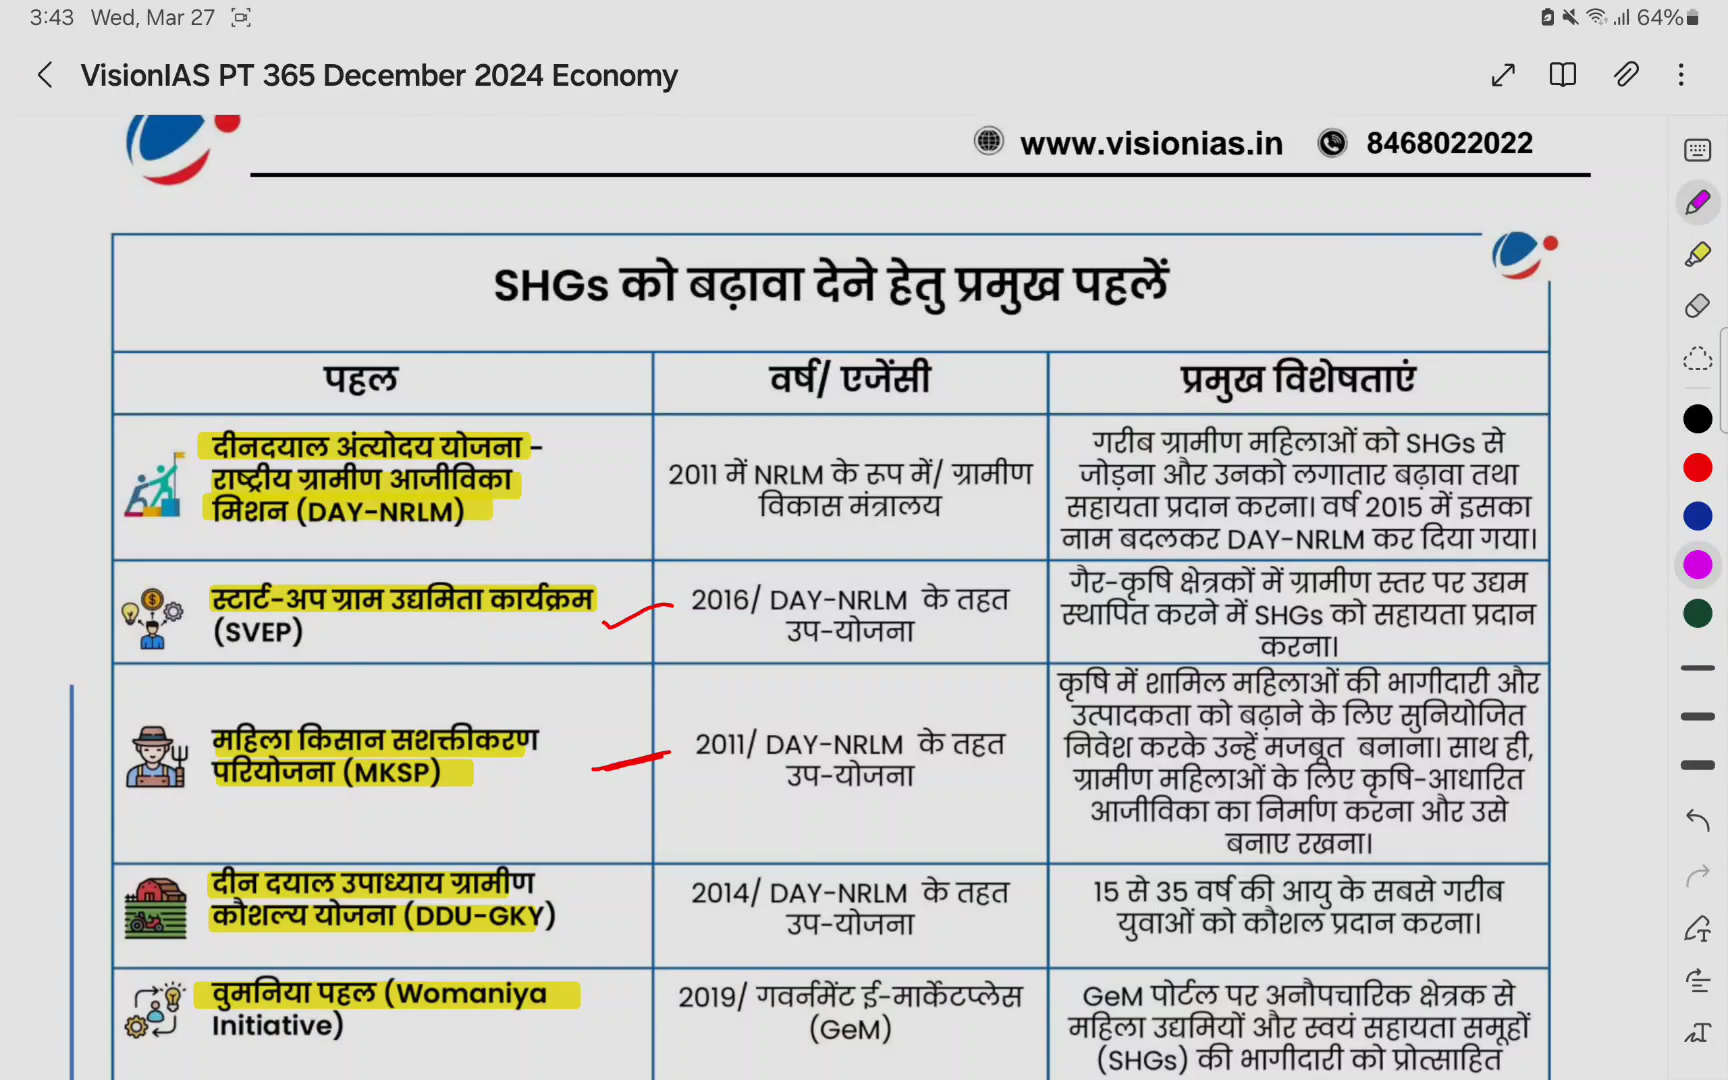 3:43 Wed, Mar 27
64%
VisionIAS PT 365 December 2024 Economy
www.visionias.in 8468022022
SHGs को बढ़ावा देने हेतु प्रमुख पहलें
पहल
वर्ष/ एजेंसी
प्रमुख विशेषताएं
दीनदयाल अंत्योदय योजना -
राष्ट्रीय ग्रामीण आजीविका
मिशन (DAY-NRLM)
2011 में NRLM के रूप में/ ग्रामीण
विकास मंत्रालय
गरीब ग्रामीण महिलाओं को SHGs से
जोड़ना और उनको लगातार बढ़ावा तथा
सहायता प्रदान करना। वर्ष 2015 में इसका
नाम बदलकर DAY-NRLM कर दिया गया।
स्टार्ट-अप ग्राम उद्यमिता कार्यक्रम
(SVEP)
2016/ DAY-NRLM के तहत
उप-योजना
गैर-कृषि क्षेत्रकों में ग्रामीण स्तर पर उद्यम
स्थापित करने में SHGs को सहायता प्रदान
करना।
महिला किसान सशक्तीकरण
परियोजना (MKSP)
2011/ DAY-NRLM के तहत
उप-योजना
कृषि में शामिल महिलाओं की भागीदारी और
उत्पादकता को बढ़ाने के लिए सुनियोजित
निवेश करके उन्हें मजबूत बनाना। साथ ही,
ग्रामीण महिलाओं के लिए कृषि-आधारित
आजीविका का निर्माण करना और उसे
बनाए रखना।
दीन दयाल उपाध्याय ग्रामीण
कौशल्य योजना (DDU-GKY)
2014/ DAY-NRLM के तहत
उप-योजना
15 से 35 वर्ष की आयु के सबसे गरीब
युवाओं को कौशल प्रदान करना।
वुमनिया पहल (Womaniya
Initiative)
2019/ गवर्नमेंट ई-मार्केटप्लेस
(GeM)
GeM पोर्टल पर अनौपचारिक क्षेत्रक से
महिला उद्यमियों और स्वयं सहायता समूहों
(SHGs) की भागीदारी को प्रोत्साहित